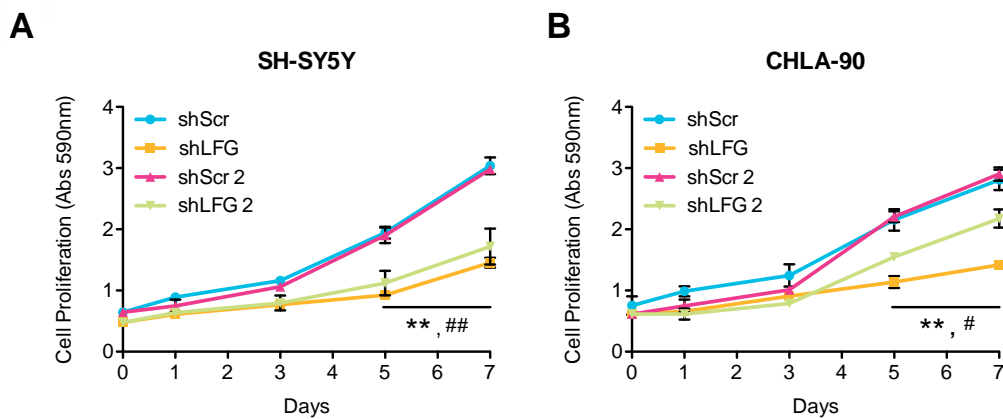 A
SH-SY5Y
Cell Proliferation (Abs 590nm)
4
3
2
1
0
shScr
shLFG
shScr 2
shLFG 2
**, ##
0 1 2 3 4 5 6 7
Days
B
CHLA-90
Cell Proliferation (Abs 590nm)
4
3
2
1
0
shScr
shLFG
shScr 2
shLFG 2
**, #
0 1 2 3 4 5 6 7
Days